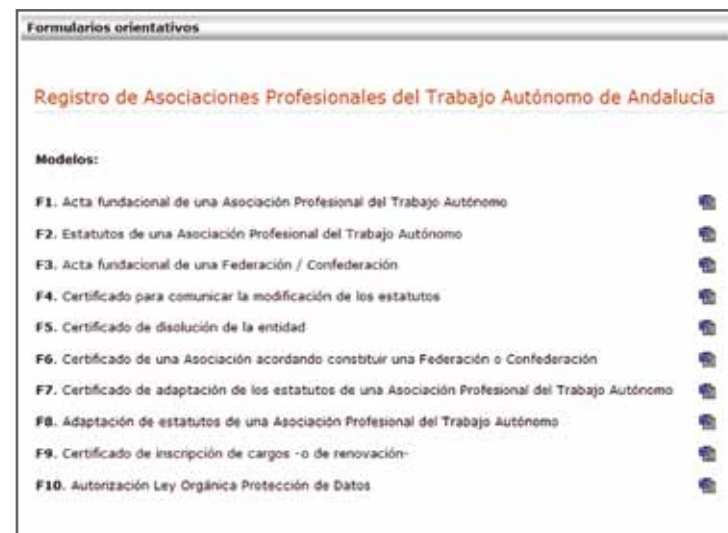 Formularios orientativos
Registro de Asociaciones Profesionales del Trabajo Autónomo de Andalucía
Modelos:
F1. Acta fundacional de una Asociación Profesional del Trabajo Autónomo
F2. Estatutos de una Asociación Profesional del Trabajo Autónomo
F3. Acta fundacional de una Federación / Confederación
F4. Certificado para comunicar la modificación de los estatutos
F5. Certificado de disolución de la entidad
F6. Certificado de una Asociación acordando constituir una Federación o Confederación
F7. Certificado de adaptación de los estatutos de una Asociación Profesional del Trabajo Autónomo
F8. Adaptación de estatutos de una Asociación Profesional del Trabajo Autónomo
F9. Certificado de inscripción de cargos -o de renovación-
F10. Autorización Ley Orgánica Protección de Datos